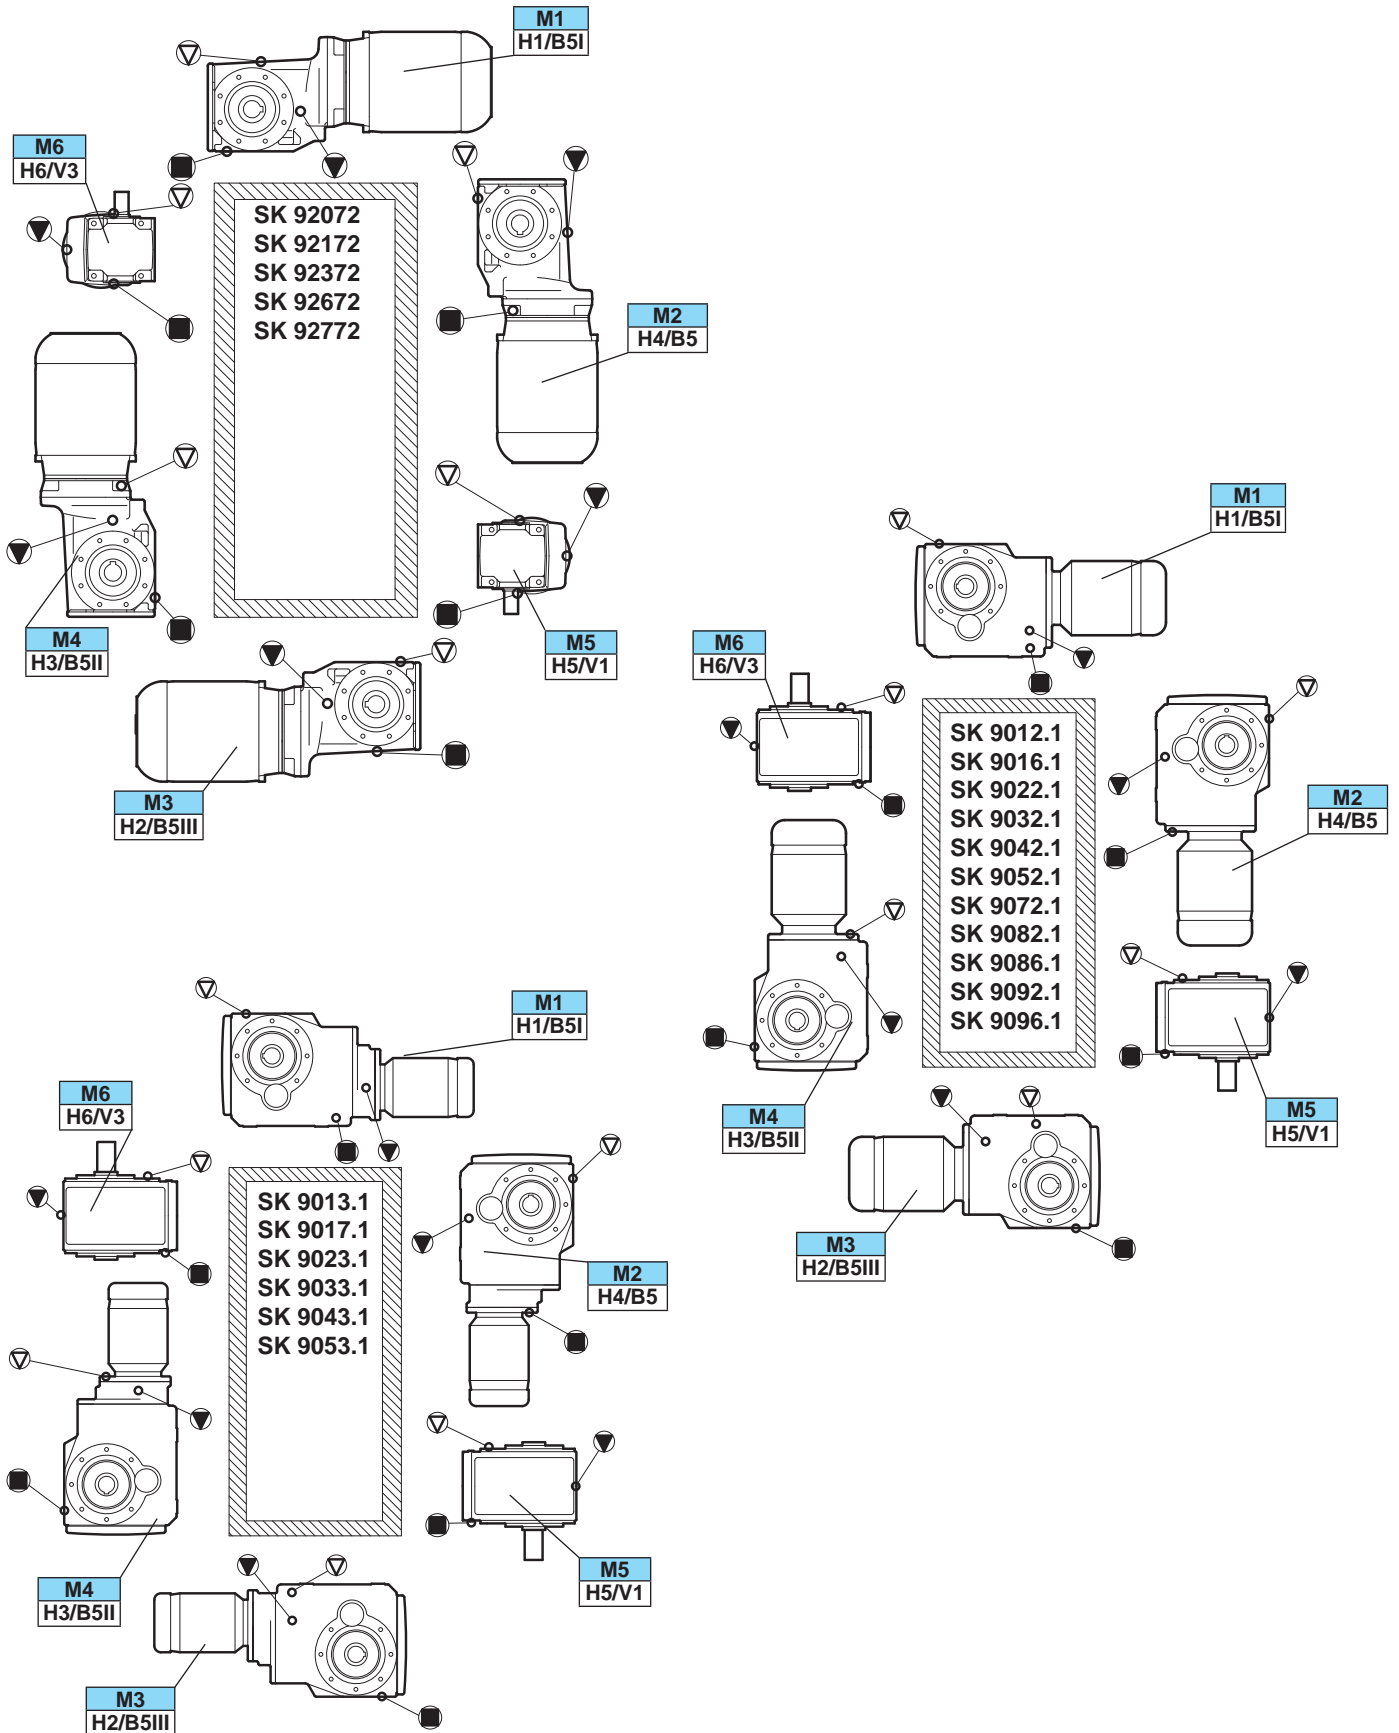 M1
H1/B5I
M6
H6/V3
SK 92072
SK 92172
SK 92372
SK 92672
SK 92772
M2
H4/B5
M4
H3/B5II
M5
H5/V1
M3
H2/B5III
M1
H1/B5I
M6
H6/V3
SK 9012.1
SK 9016.1
SK 9022.1
SK 9032.1
SK 9042.1
SK 9052.1
SK 9072.1
SK 9082.1
SK 9086.1
SK 9092.1
SK 9096.1
M2
H4/B5
M4
H3/B5II
M5
H5/V1
M3
H2/B5III
M1
H1/B5I
M6
H6/V3
SK 9013.1
SK 9017.1
SK 9023.1
SK 9033.1
SK 9043.1
SK 9053.1
M2
H4/B5
M4
H3/B5II
M5
H5/V1
M3
H2/B5III